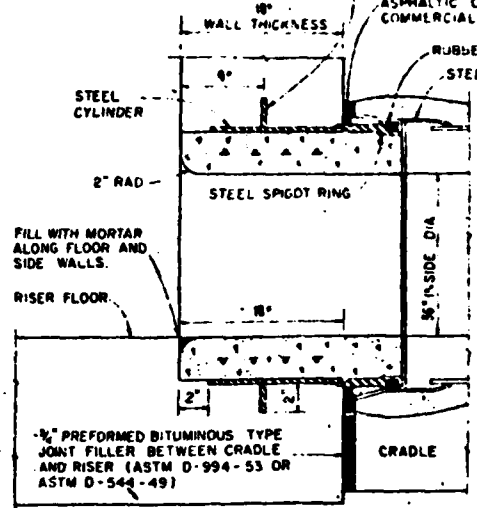 18"
WALL THICKNESS
ASPHALTIC
COMMERCIAL
9"
RUBBE
STEE
STEEL
CYLINDER
2" RAD
STEEL SPIGOT RING
FILL WITH MORTAR
ALONG FLOOR AND
SIDE WALLS.
RISER FLOOR
18"
36" INSIDE DIA
2"
2"
3/4" PREFORMED BITUMINOUS TYPE
JOINT FILLER BETWEEN CRADLE
AND RISER (ASTM D-994-53 OR
ASTM D-544-49)
CRADLE